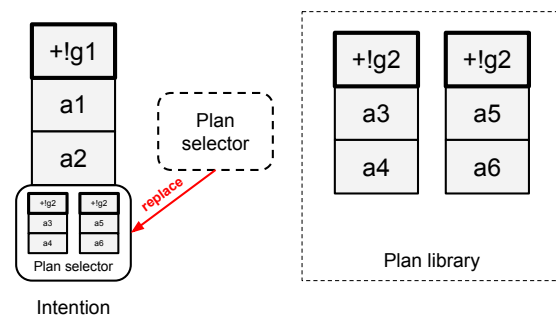 +!g1
a1
a2
+!g2
a3
a4
+!g2
a5
a6
Plan selector
Intention
Plan
selector
replace
+!g2
a3
a4
+!g2
a5
a6
Plan library